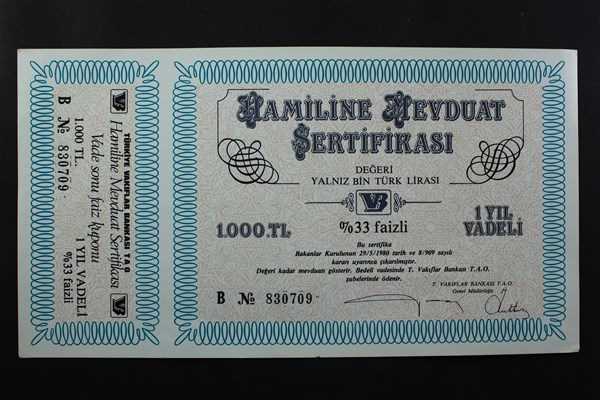 TÜRKİYE VAKIFLAR BANKASI T A O
Hamiline Mevduat Sertifikası
VB
VB
1.000 TL.
1 YIL VADELİ
Vade sonu faiz kuponu
%33 faizli
B № 830709
HAMİLİNE MEVDUAT
SERTİFİKASI
DEĞERİ
YALNIZ BİN TÜRK LİRASI
VB
1.000.TL
%33 faizli
1 YIL
VADELİ
Bu sertifika
Bakanlar Kurulunun 29/5/1980 tarih ve 8/909 sayılı
kararı uyarınca çıkarılmıştır.
Değeri kadar mevduatı gösterir. Bedeli vadesinde T. Vakıflar Bankası T.A.O.
şubelerinde ödenir.
T. VAKIFLAR BANKASI T.A.O.
Genel Müdürlüğü
B № 830709